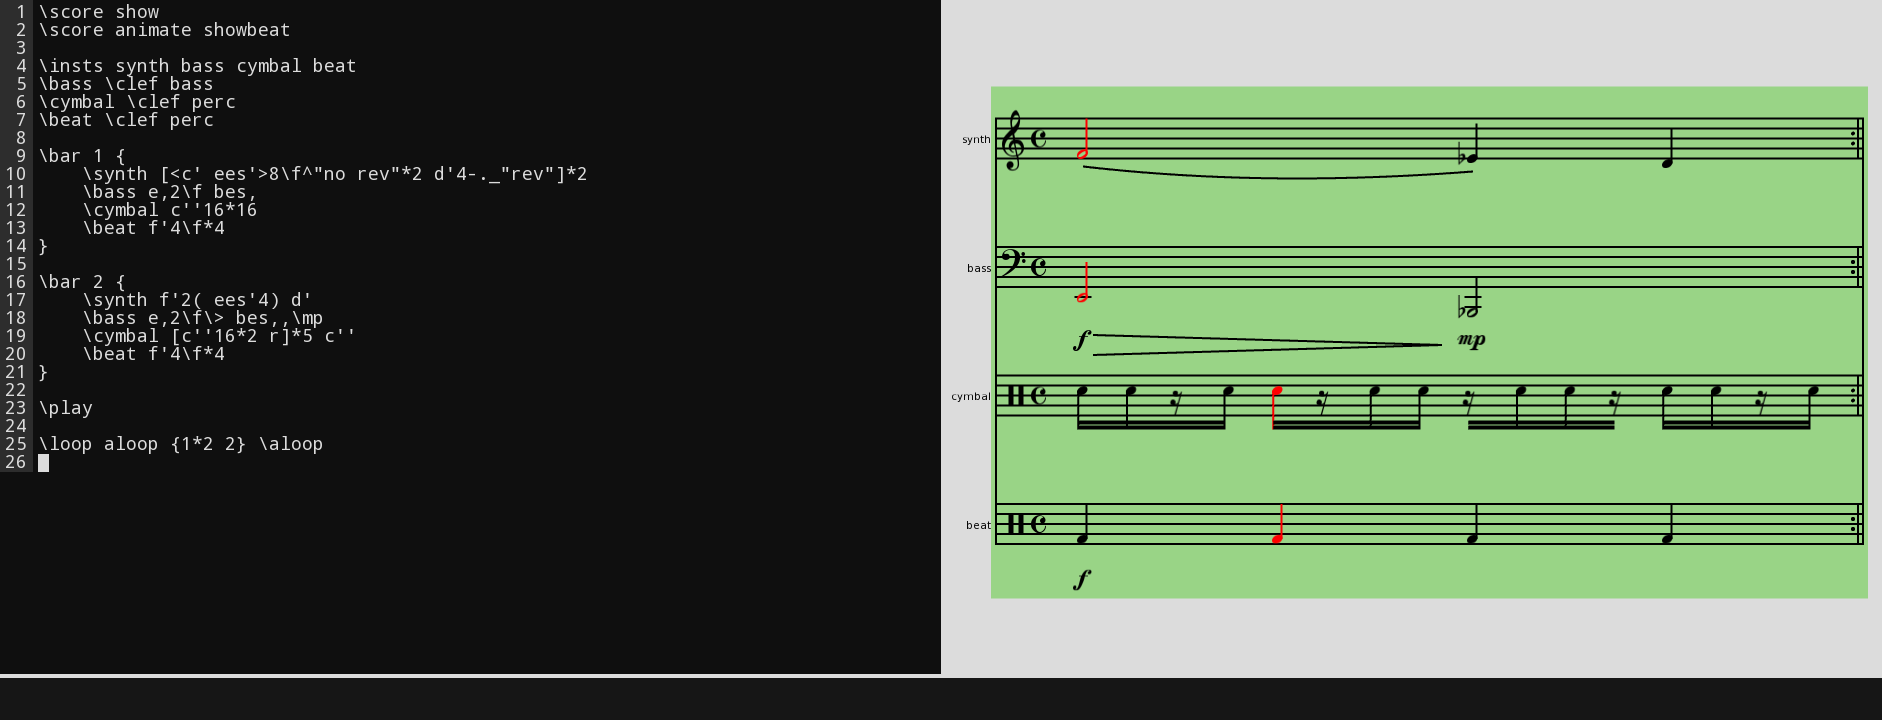 1 \score show
2 \score animate showbeat
3
4 \insts synth bass cymbal beat
5 \bass \clef bass
6 \cymbal \clef perc
7 \beat \clef perc
8
9 \bar 1 {
10     \synth [<c' ees'>8\f^"no rev"*2 d'4-._"rev"]*2
11     \bass e,2\f bes,
12     \cymbal c''16*16
13     \beat f'4\f*4
14 }
15
16 \bar 2 {
17     \synth f'2( ees'4) d'
18     \bass e,2\f\> bes,,\mp
19     \cymbal [c''16*2 r]*5 c''
20     \beat f'4\f*4
21 }
22
23 \play
24
25 \loop aloop {1*2 2} \aloop
26
synth
bass
f mp
cymbal
beat
f